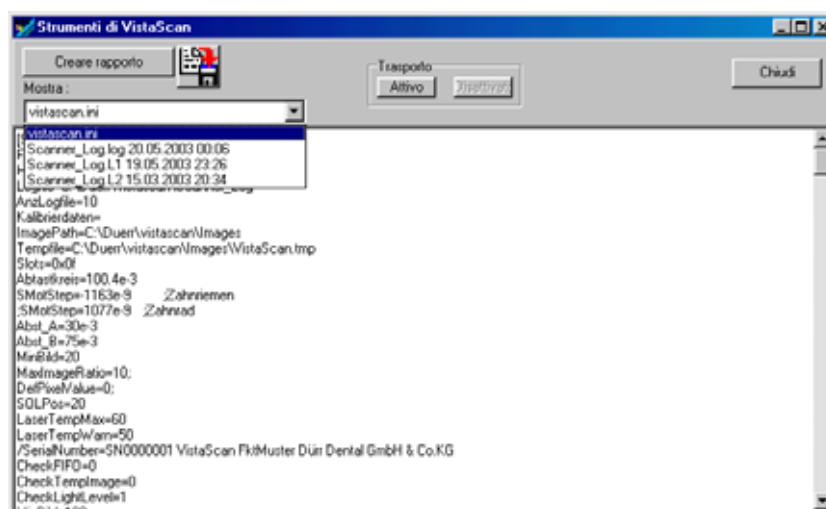 Strumenti di VistaScan
Creare rapporto
Trasporto
Attivo
Disattivato
Chiudi
Mostra :
vistascan.ini
vistascan.ini
Scanner_Log.log 20.05.2003 00:06
Scanner_Log.L1 19.05.2003 23:26
Scanner_Log.L2 15.03.2003 20:34
AnzLogfile=10
Kalibrierdaten=
ImagePath=C:\Duerr\vistascan\Images
Tempfile=C:\Duerr\vistascan\Images\VistaScan.tmp
Slots=0x0f
Abtastkreis=100.4e-3
SMotStep=-1163e-9 ;Zahnriemen
;SMotStep=1077e-9 ;Zahnrad
Abst_A=30e-3
Abst_B=75e-3
MinBild=20
MaxImageRatio=10;
DefPixelValue=0;
SOLPos=20
LaserTempMax=60
LaserTempWarn=50
/SerialNumber=SN0000001 VistaScan FktMuster Dürr Dental GmbH & Co.KG
CheckFIFO=0
CheckTempImage=0
CheckLightLevel=1